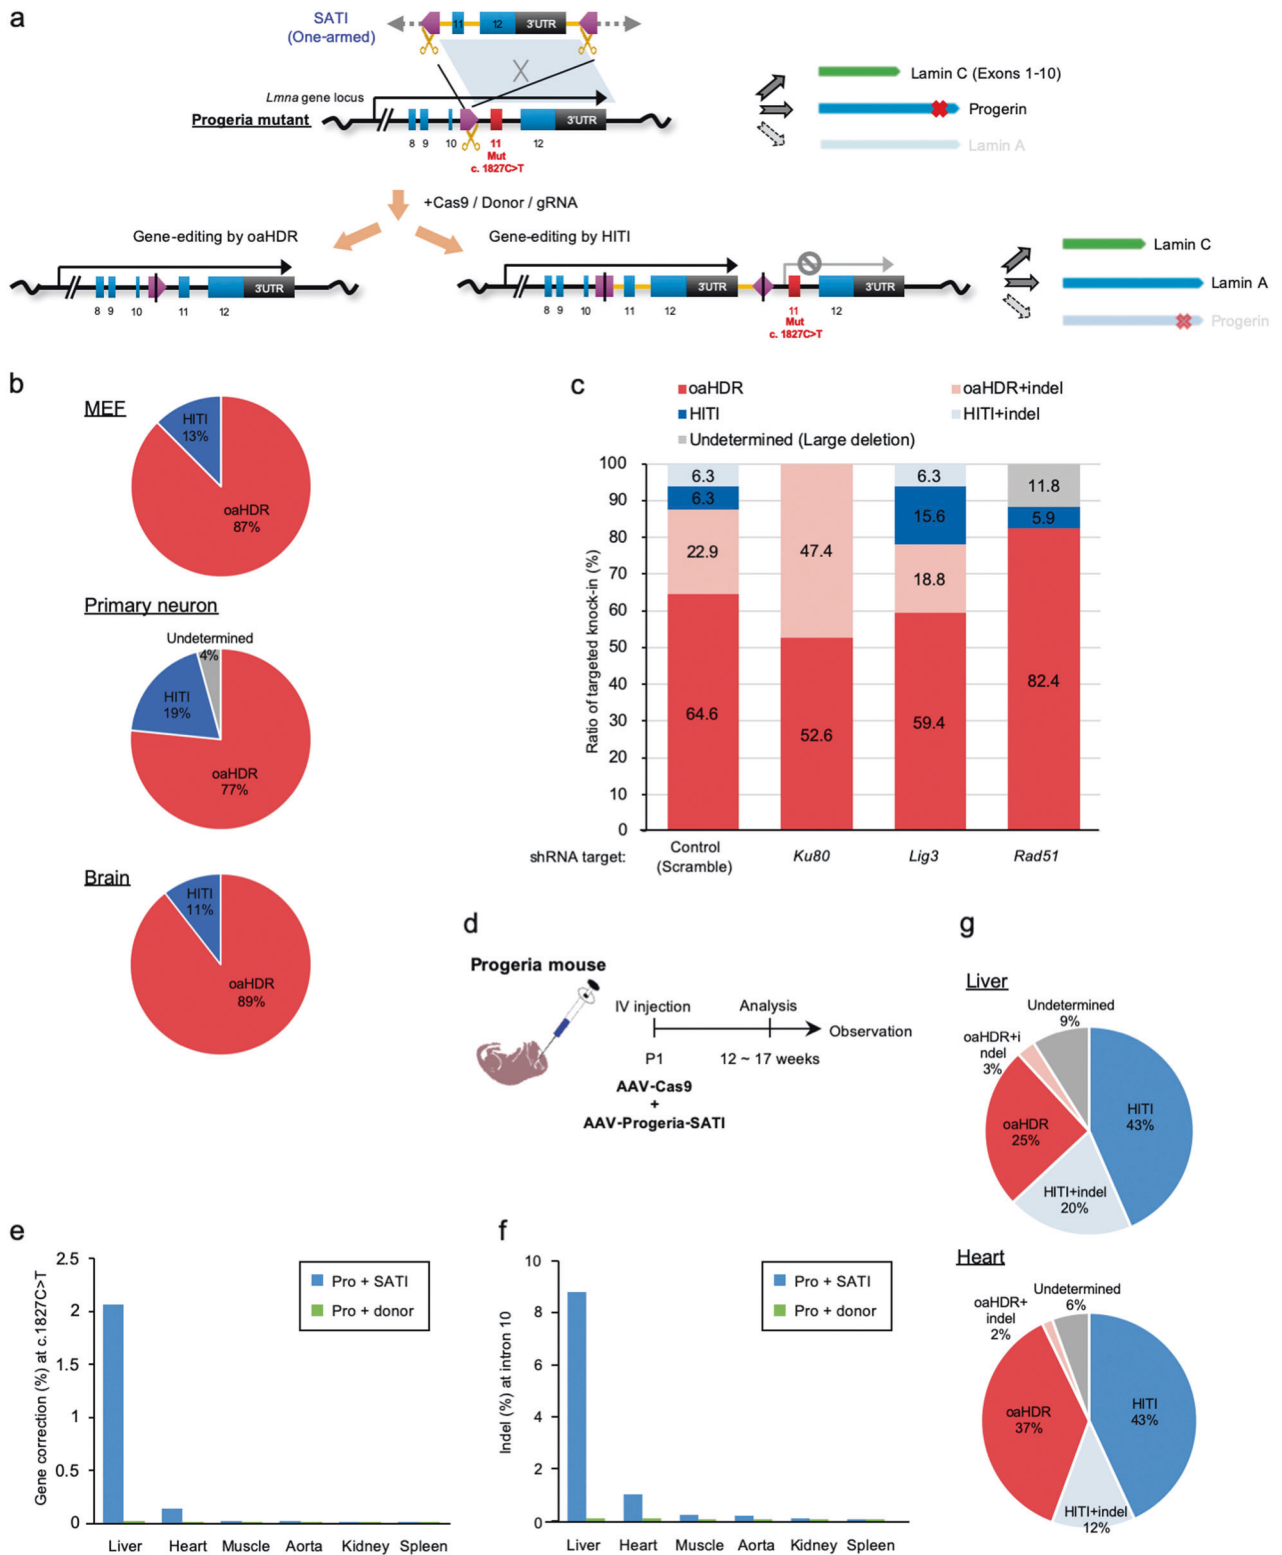 a
SATI
(One-armed)
11
12
3'UTR
Lmna gene locus
Progeria mutant
3'UTR
8
9
10
11
12
Mut
c. 1827C>T
Lamin C (Exons 1-10)
Progerin
Lamin A
+Cas9 / Donor / gRNA
Gene-editing by oaHDR
3'UTR
8
9
10
11
12
Gene-editing by HITI
3'UTR
3'UTR
8
9
10
11
12
11
12
Mut
c. 1827C>T
Lamin C
Lamin A
Progerin
b
MEF
HITI
13%
oaHDR
87%
Primary neuron
Undetermined
4%
HITI
19%
oaHDR
77%
Brain
HITI
11%
oaHDR
89%
c
oaHDR
oaHDR+indel
HITI
HITI+indel
Undetermined (Large deletion)
Ratio of targeted knock-in (%)
100
90
80
70
60
50
40
30
20
10
0
6.3
6.3
22.9
64.6
47.4
52.6
6.3
15.6
18.8
59.4
11.8
5.9
82.4
shRNA target:
Control
(Scramble)
Ku80
Lig3
Rad51
d
Progeria mouse
IV injection
Analysis
Observation
P1
12 ~ 17 weeks
AAV-Cas9
+
AAV-Progeria-SATI
e
Gene correction (%) at c.1827C>T
2.5
2
1.5
1
0.5
0
Pro + SATI
Pro + donor
Liver
Heart
Muscle
Aorta
Kidney
Spleen
f
Indel (%) at intron 10
10
8
6
4
2
0
Pro + SATI
Pro + donor
Liver
Heart
Muscle
Aorta
Kidney
Spleen
g
Liver
Undetermined
9%
oaHDR+i
ndel
3%
HITI
43%
oaHDR
25%
HITI+indel
20%
Heart
Undetermined
6%
oaHDR+
indel
2%
HITI
43%
oaHDR
37%
HITI+indel
12%